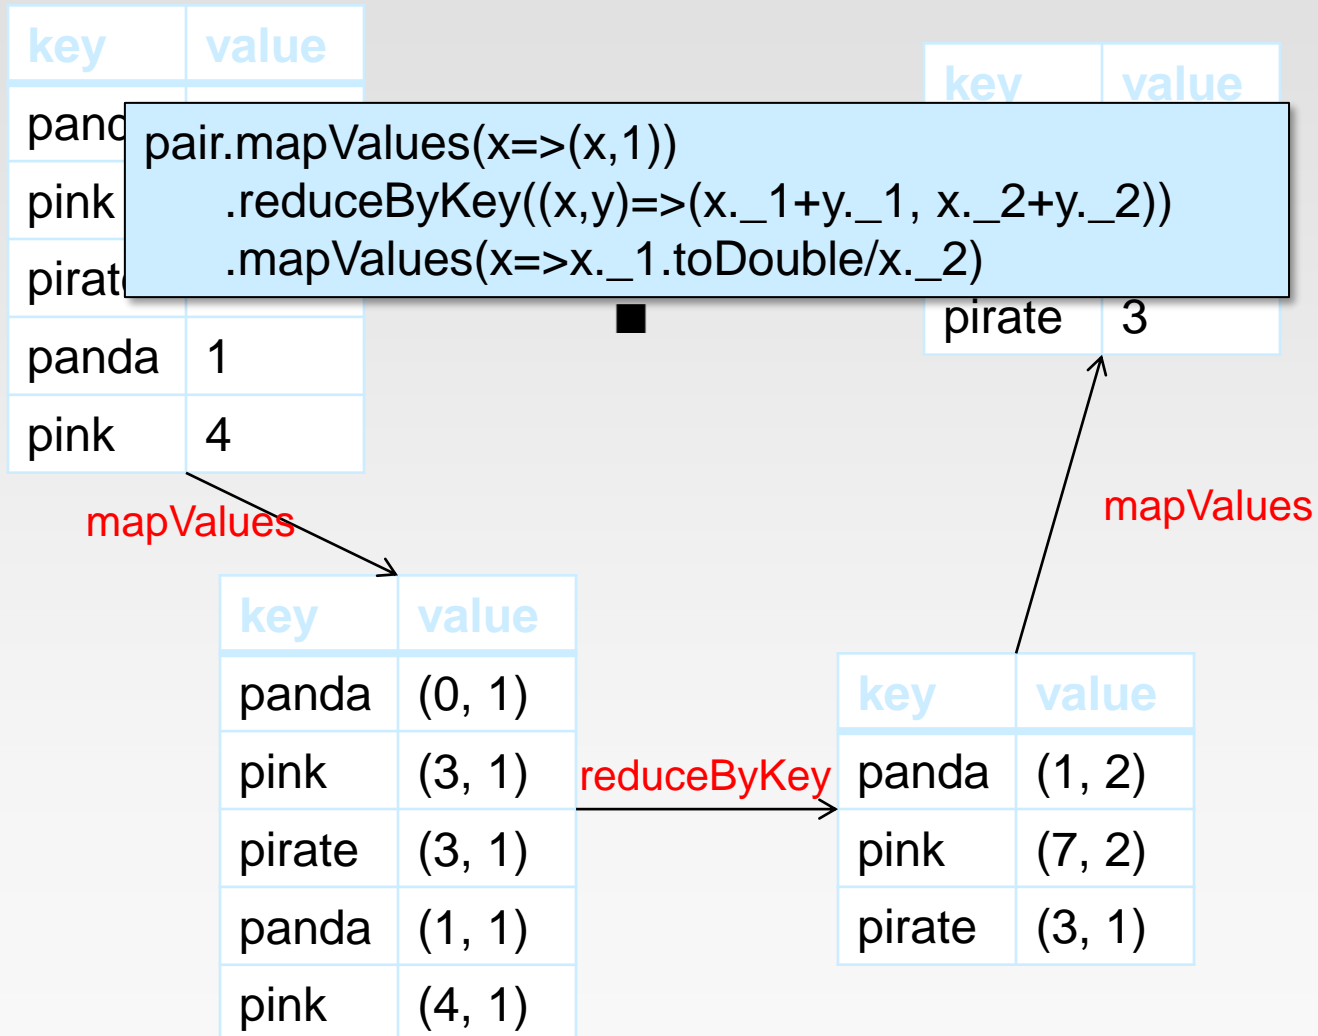 key value
key value
pair.mapValues(x=>(x,1))
.reduceByKey((x,y)=>(x._1+y._1, x._2+y._2))
.mapValues(x=>x._1.toDouble/x._2)
pink
pirate 3
panda 1
pink 4
mapValues
mapValues
key value
panda (0, 1)
pink (3, 1)
pirate (3, 1)
panda (1, 1)
pink (4, 1)
reduceByKey
key value
panda (1, 2)
pink (7, 2)
pirate (3, 1)